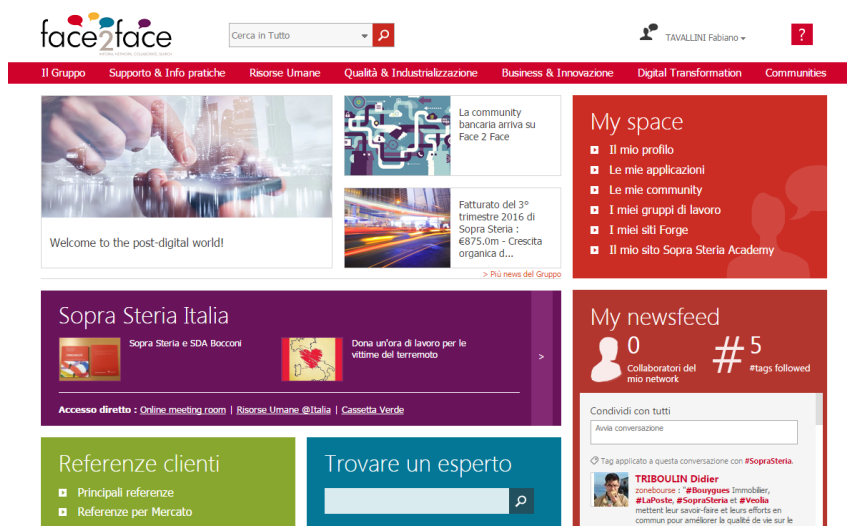 face2face
Cerca in Tutto
TAVALLINI Fabiano
?
Il Gruppo Supporto & Info pratiche Risorse Umane Qualità & Industrializzazione Business & Innovazione Digital Transformation Communities
Welcome to the post-digital world!
La community
bancaria arriva su
Face 2 Face
Fatturato del 3°
trimestre 2016 di
Sopra Steria :
€875.0m - Crescita
organica d...
> Più news del Gruppo
My space
Il mio profilo
Le mie applicazioni
Le mie community
I miei gruppi di lavoro
I miei siti Forge
Il mio sito Sopra Steria Academy
Sopra Steria Italia
Sopra Steria e SDA Bocconi
Dona un'ora di lavoro per le
vittime del terremoto
>
Accesso diretto : Online meeting room | Risorse Umane @Italia | Cassetta Verde
My newsfeed
0
Collaboratori del
mio network
# 5
#tags followed
Condividi con tutti
Avvia conversazione
Tag applicato a questa conversazione con #SopraSteria.
TRIBOULIN Didier
zonebourse : "#Bouygues Immobilier,
#LaPoste, #SopraSteria et #Veolia
mettent leur savoir-faire et leurs efforts en
commun pour améliorer la qualité de vie sur le
Referenze clienti
Principali referenze
Referenze per Mercato
Trovare un esperto